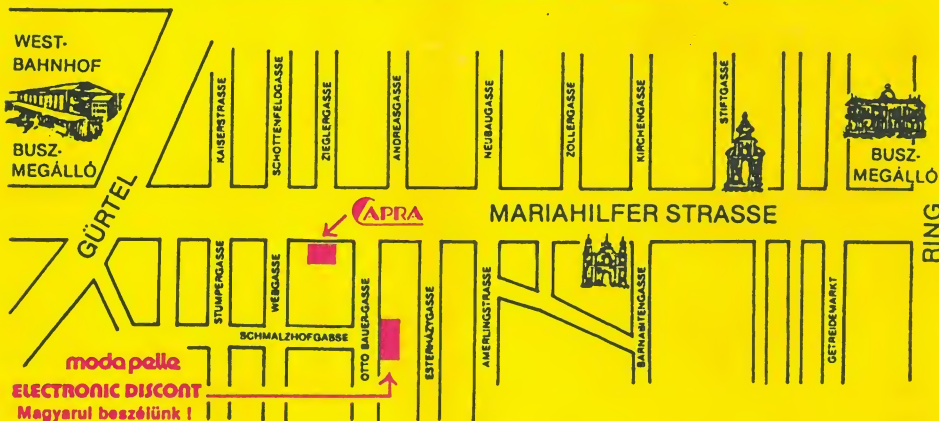 WEST-
BAHNHOF
BUSZ-
MEGÁLLÓ
GÜRTEL
KAISERSTRASSE
SCHOTTENFELDGASSE
ZIEGLERGASSE
ANDREASGASSE
NEUBAUGASSE
ZOLLERGASSE
KIRCHENGASSE
STIFTGASSE
BUSZ-
MEGÁLLÓ
CAPRA
MARIAHILFER STRASSE
RING
STUMPERGASSE
WEBGASSE
SCHMALZHOFGASSE
OTTO BAUER-GASSE
ESTERHÁZYGASSE
AMERLINGSTRASSE
BARNABITENGASSE
GETREIDEMARKT
moda pelle
ELECTRONIC DISCONT
Magyarul beszélünk !